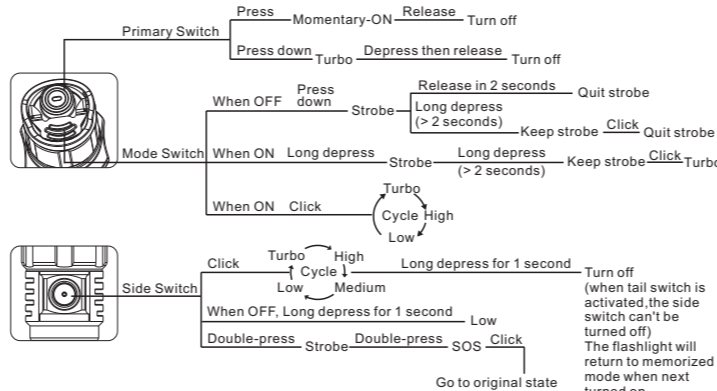 Press
Momentary-ON
Release
Turn off
Primary Switch
Press down
Turbo
Depress then release
Turn off
When OFF
Press
down
Strobe
Release in 2 seconds
Quit strobe
Long depress
(> 2 seconds)
Keep strobe
Click
Quit strobe
Mode Switch
When ON
Long depress
Strobe
Long depress
(> 2 seconds)
Keep strobe
Click
Turbo
When ON
Click
Turbo
Cycle
High
Low
Side Switch
Click
Turbo
High
Cycle
Low
Medium
Long depress for 1 second
Turn off
(when tail switch is
activated,the side
switch can't be
turned off)
The flashlight will
return to memorized
mode when next
turned on
When OFF, Long depress for 1 second
Low
Double-press
Strobe
Double-press
SOS
Click
Go to original state